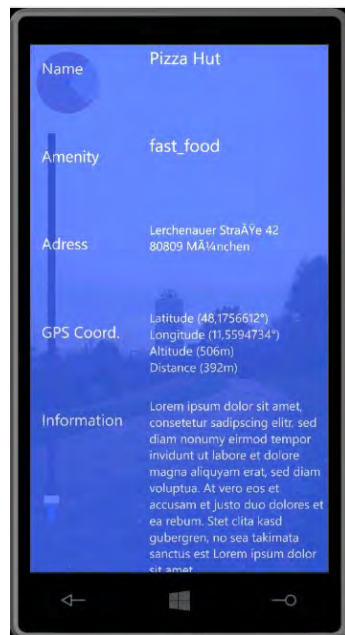 Name
Pizza Hut
Amenity
fast_food
Adress
Lerchenauer StraÃŸe 42
80809 MÃ¼nchen
GPS Coord.
Latitude (48,1756612°)
Longitude (11,5594734°)
Altitude (506m)
Distance (392m)
Information
Lorem ipsum dolor sit amet,
consetetur sadipscing elitr, sed
diam nonumy eirmod tempor
invidunt ut labore et dolore
magna aliquyam erat, sed diam
voluptua. At vero eos et
accusam et justo duo dolores et
ea rebum. Stet clita kasd
gubergren, no sea takimata
sanctus est Lorem ipsum dolor
sit amet.